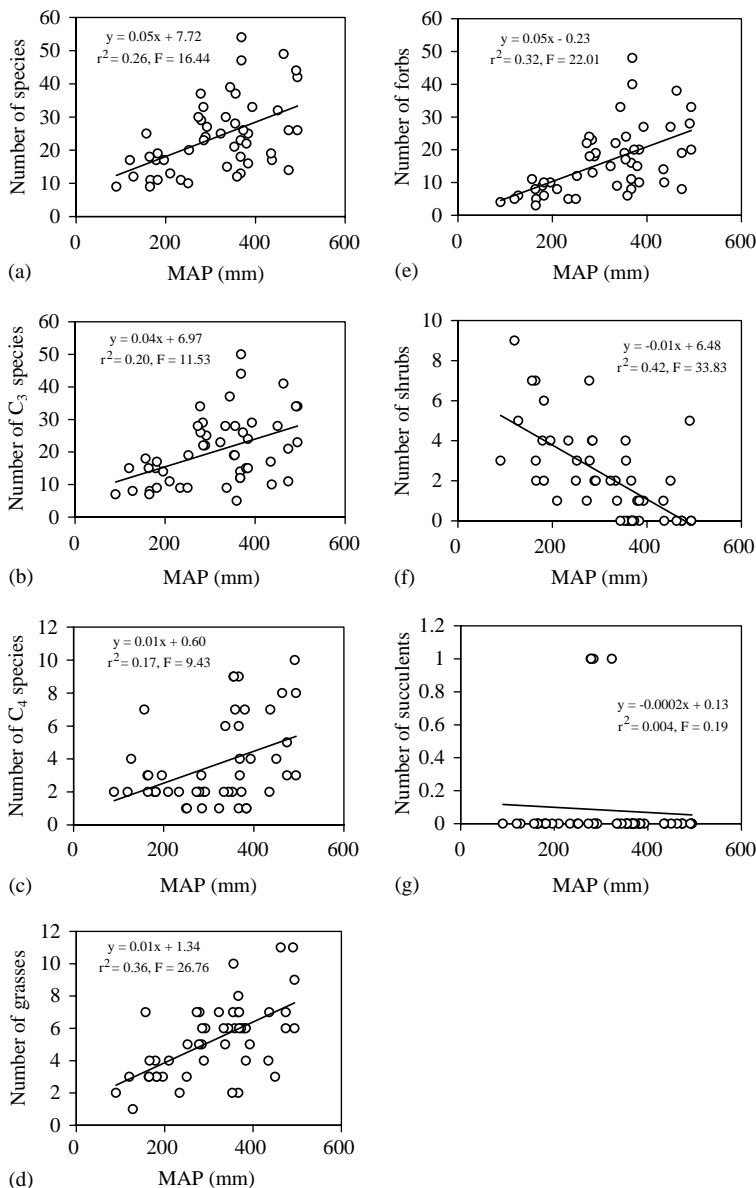 y = 0.05x + 7.72
r² = 0.26, F = 16.44
60
50
40
30
20
10
0
Number of species
0 200 400 600
MAP (mm)
(a)
y = 0.04x + 6.97
r² = 0.20, F = 11.53
60
50
40
30
20
10
0
Number of C₃ species
0 200 400 600
MAP (mm)
(b)
y = 0.01x + 0.60
r² = 0.17, F = 9.43
12
10
8
6
4
2
0
Number of C₄ species
0 200 400 600
MAP (mm)
(c)
y = 0.01x + 1.34
r² = 0.36, F = 26.76
12
10
8
6
4
2
0
Number of grasses
0 200 400 600
MAP (mm)
(d)
y = 0.05x - 0.23
r² = 0.32, F = 22.01
60
50
40
30
20
10
0
Number of forbs
0 200 400 600
MAP (mm)
(e)
y = -0.01x + 6.48
r² = 0.42, F = 33.83
10
8
6
4
2
0
Number of shrubs
0 200 400 600
MAP (mm)
(f)
y = -0.0002x + 0.13
r² = 0.004, F = 0.19
1.2
1
0.8
0.6
0.4
0.2
0
Number of succulents
0 200 400 600
MAP (mm)
(g)